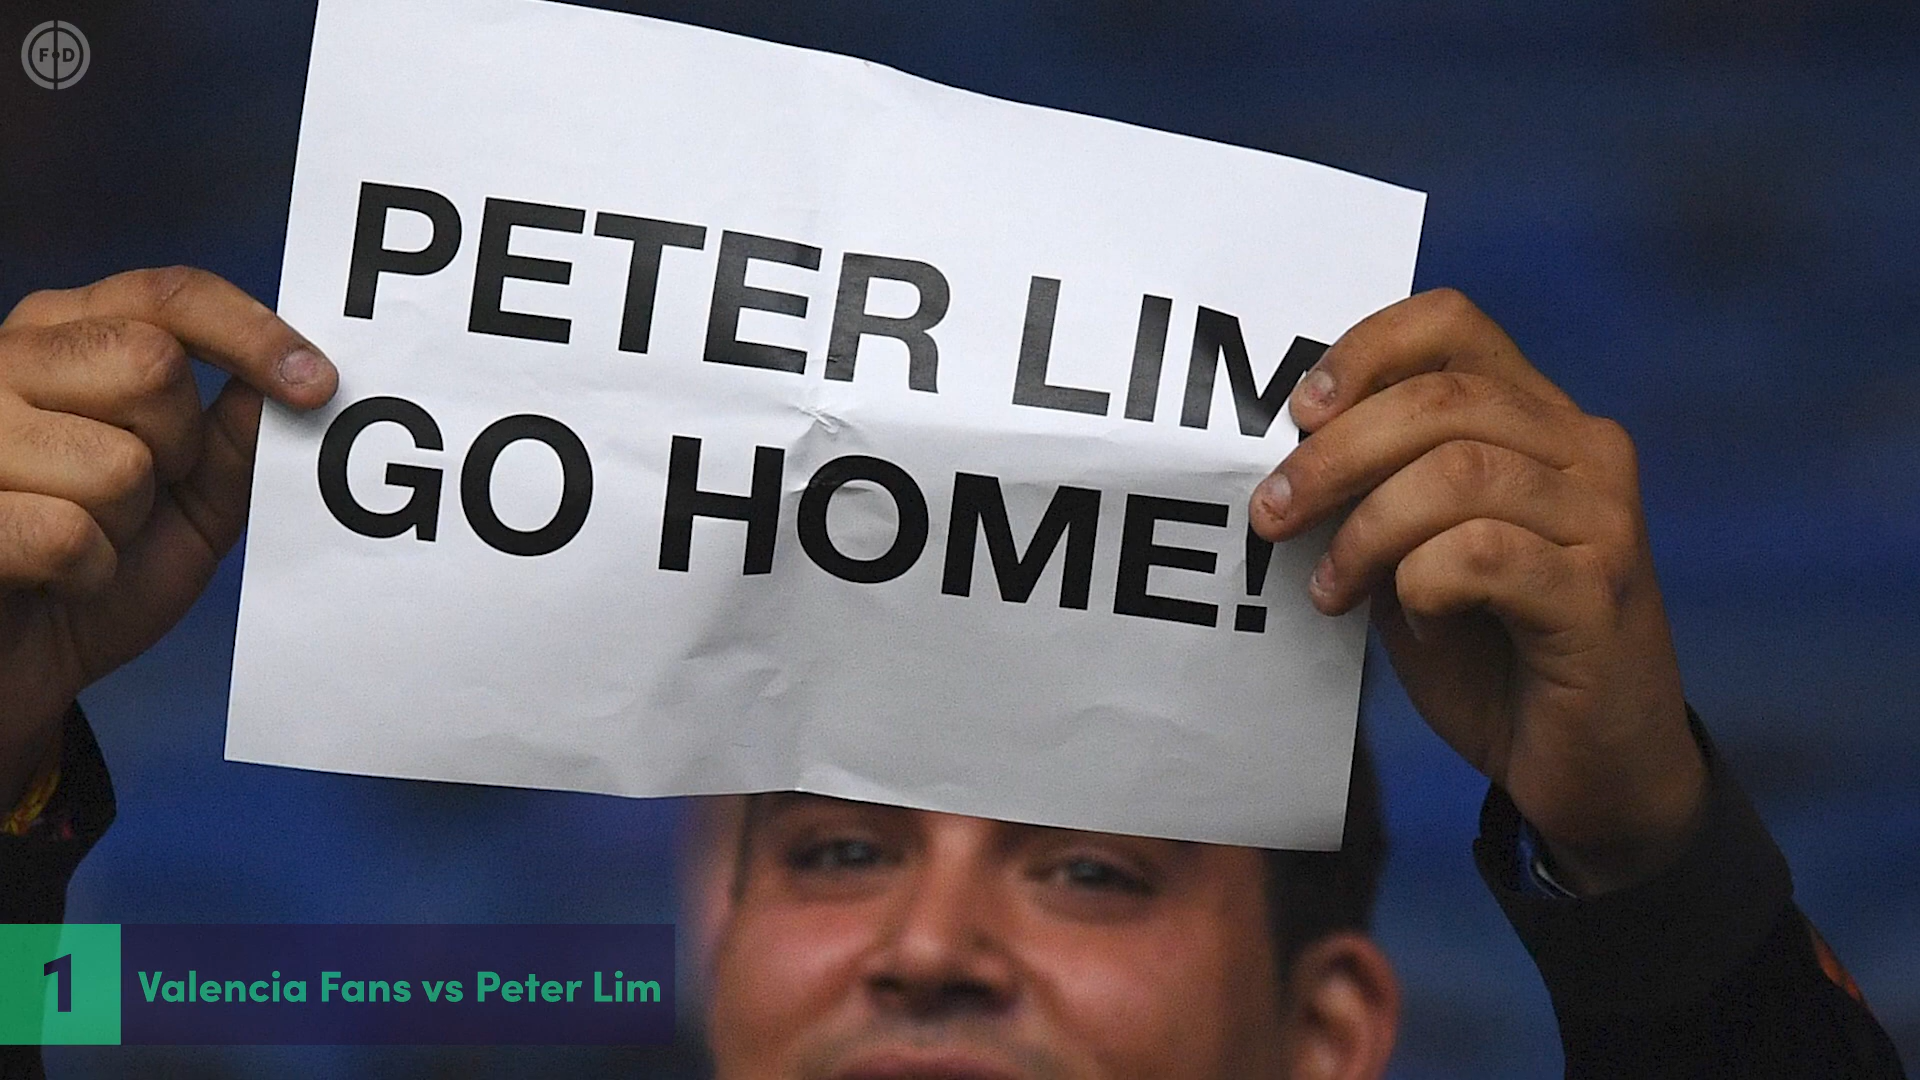 F D
PETER LIM
GO HOME!
1
Valencia Fans vs Peter Lim